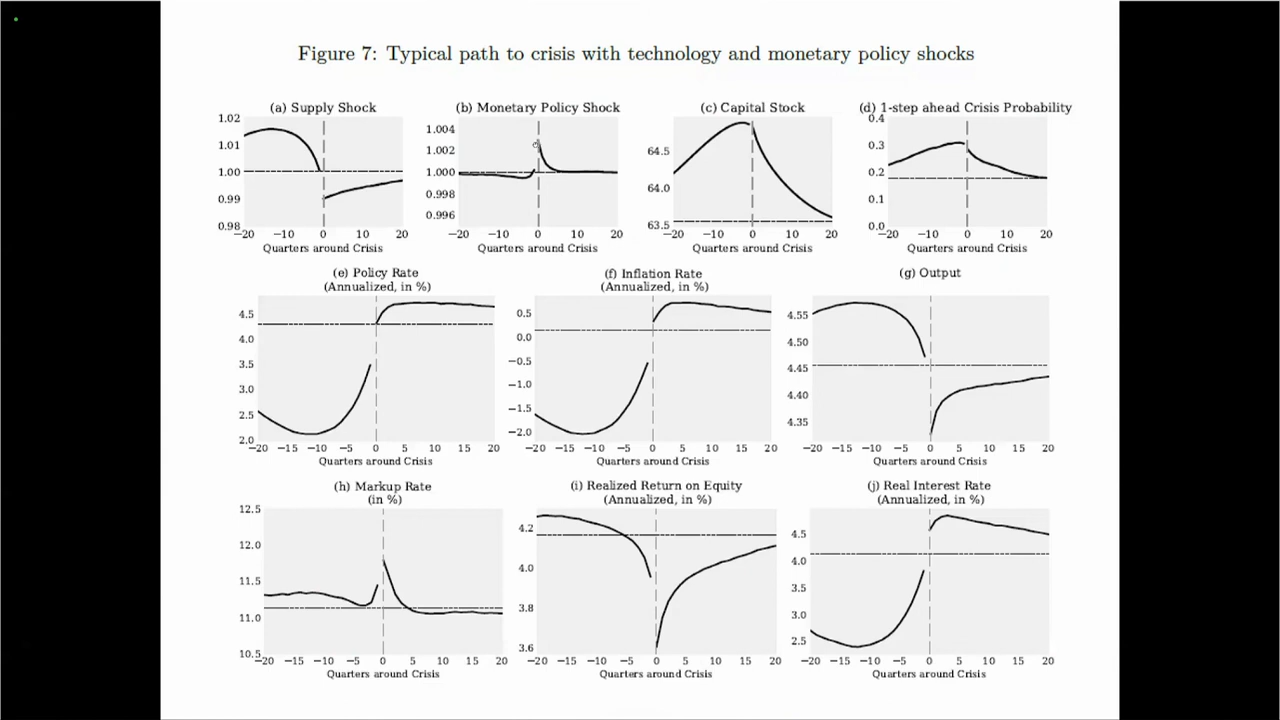 Figure 7: Typical path to crisis with technology and monetary policy shocks
(a) Supply Shock
1.02
1.01
1.00
0.99
0.98
−20 −10 0 10 20
Quarters around Crisis
(b) Monetary Policy Shock
1.004
1.002
1.000
0.998
0.996
−20 −10 0 10 20
Quarters around Crisis
(c) Capital Stock
64.5
64.0
63.5
−20 −10 0 10 20
Quarters around Crisis
(d) 1-step ahead Crisis Probability
0.4
0.3
0.2
0.1
0.0
−20 −10 0 10 20
Quarters around Crisis
(e) Policy Rate
(Annualized, in %)
4.5
4.0
3.5
3.0
2.5
2.0
−20 −15 −10 −5 0 5 10 15 20
Quarters around Crisis
(f) Inflation Rate
(Annualized, in %)
0.5
0.0
−0.5
−1.0
−1.5
−2.0
−20 −15 −10 −5 0 5 10 15 20
Quarters around Crisis
(g) Output
4.55
4.50
4.45
4.40
4.35
−20 −15 −10 −5 0 5 10 15 20
Quarters around Crisis
(h) Markup Rate
(in %)
12.5
12.0
11.5
11.0
10.5
−20 −15 −10 −5 0 5 10 15 20
Quarters around Crisis
(i) Realized Return on Equity
(Annualized, in %)
4.2
4.0
3.8
3.6
−20 −15 −10 −5 0 5 10 15 20
Quarters around Crisis
(j) Real Interest Rate
(Annualized, in %)
4.5
4.0
3.5
3.0
2.5
−20 −15 −10 −5 0 5 10 15 20
Quarters around Crisis